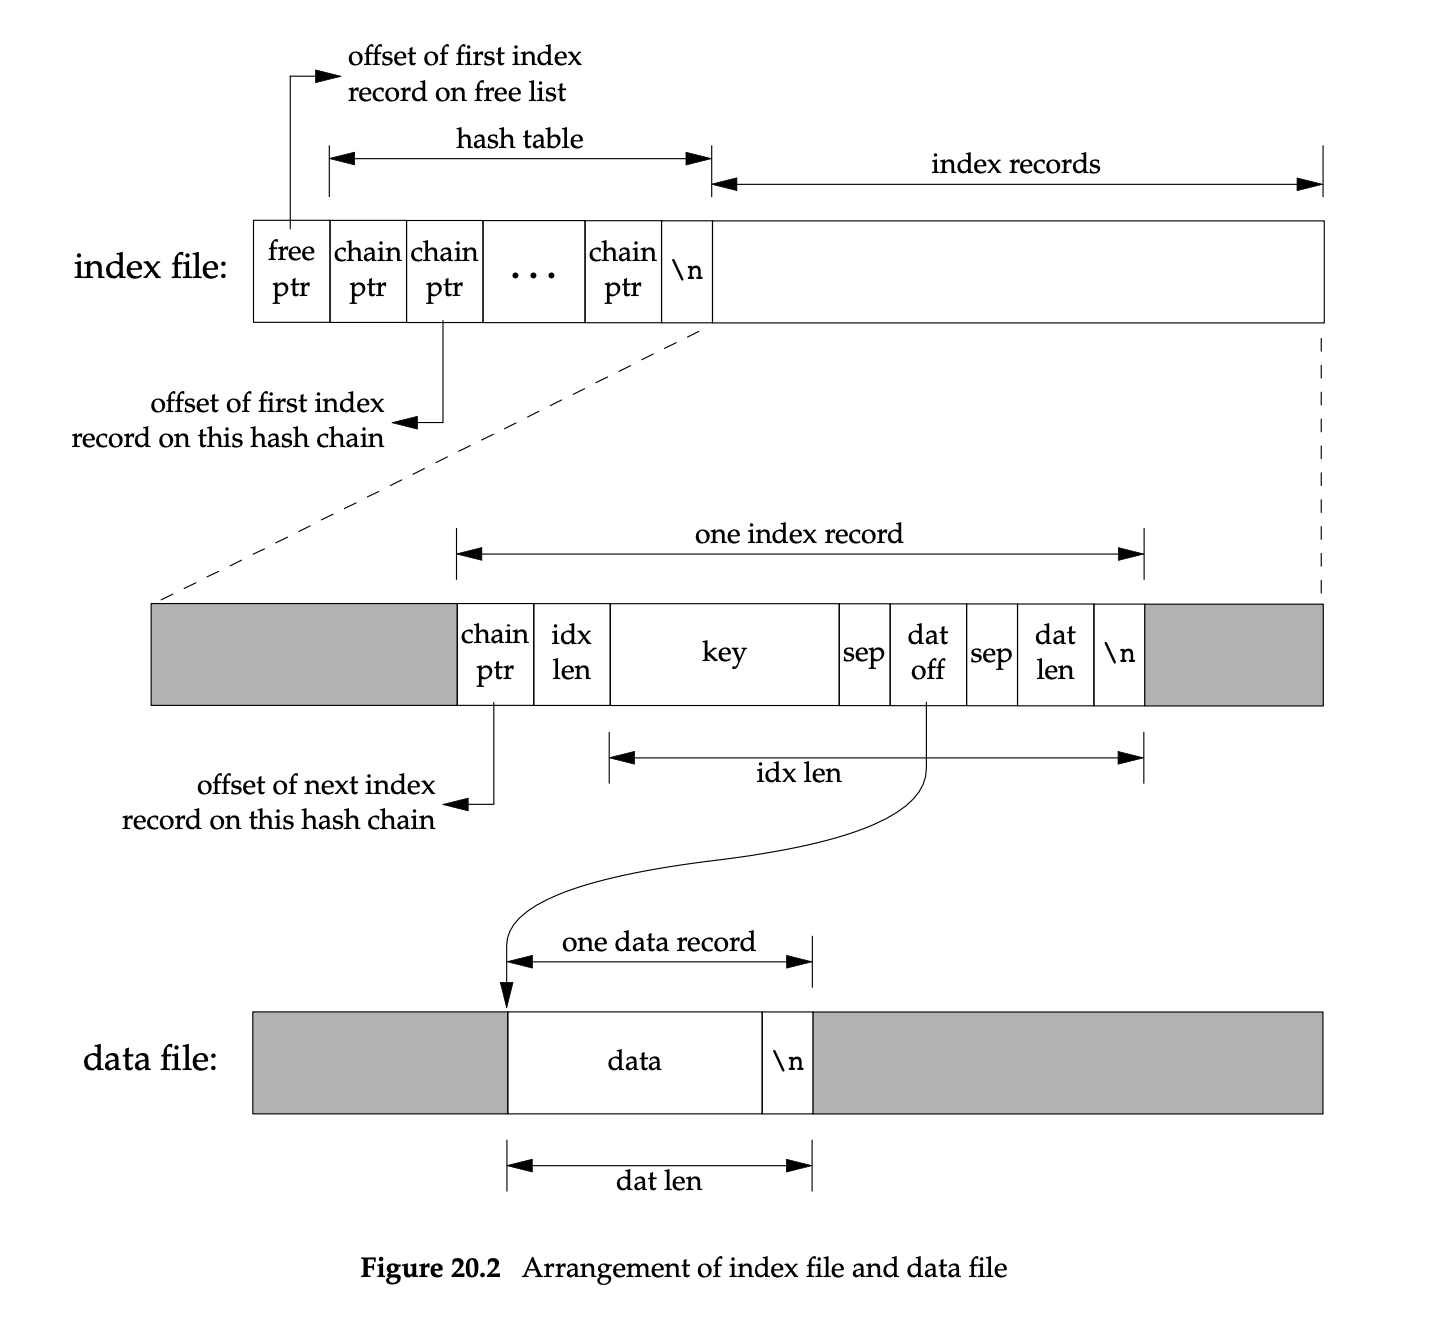 offset of first index
record on free list
hash table
index records
index file:
free
ptr
chain
ptr
chain
ptr
...
chain
ptr
\n
offset of first index
record on this hash chain
one index record
chain
ptr
idx
len
key
sep
dat
off
sep
dat
len
\n
idx len
offset of next index
record on this hash chain
one data record
data file:
data
\n
dat len
Figure 20.2 Arrangement of index file and data file